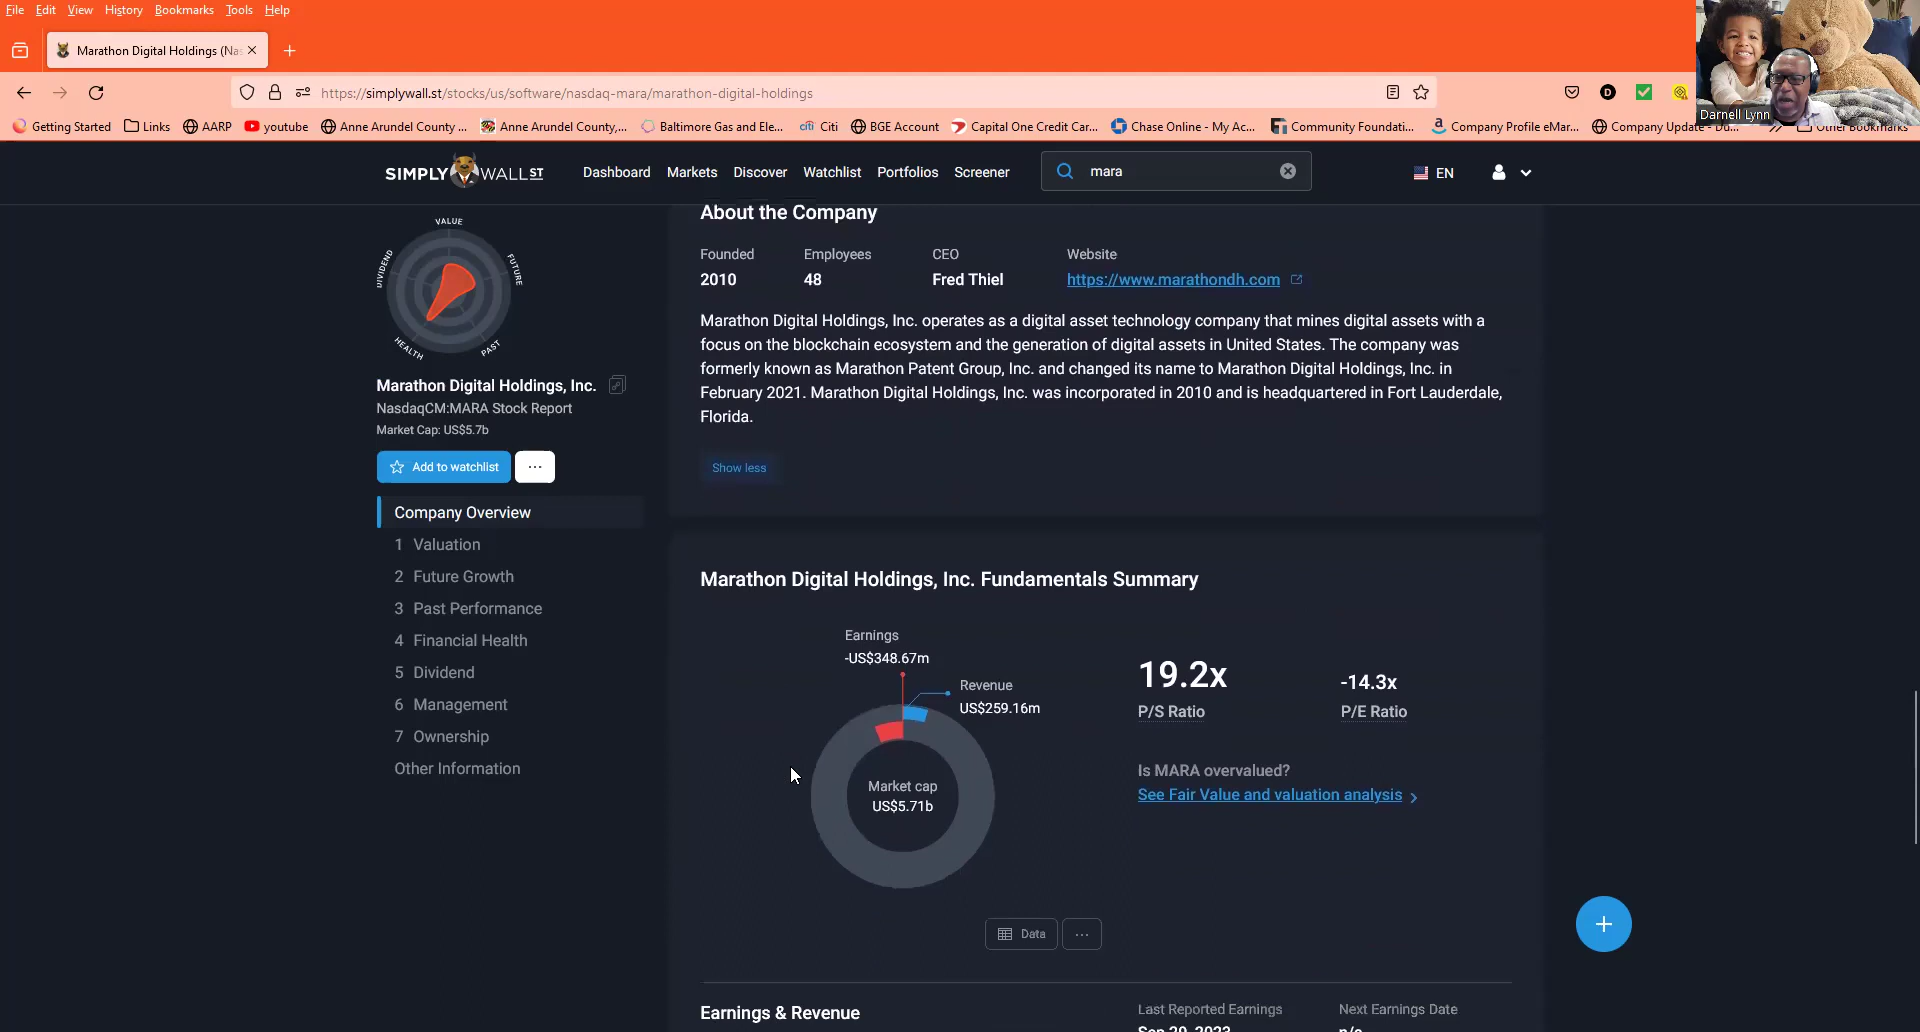 File Edit View History Bookmarks Tools Help
Marathon Digital Holdings (Nas
https://simplywall.st/stocks/us/software/nasdaq-mara/marathon-digital-holdings
Darnell Lynn
Getting Started Links AARP youtube Anne Arundel County ... Anne Arundel County,... Baltimore Gas and Ele... citi Citi BGE Account Capital One Credit Car... Chase Online - My Ac... Community Foundati... Company Profile eMar... Company Update - Du... Other Bookmarks
SIMPLY WALL ST Dashboard Markets Discover Watchlist Portfolios Screener mara EN
VALUE
FUTURE
PAST
HEALTH
DIVIDEND
Marathon Digital Holdings, Inc.
NasdaqCM:MARA Stock Report
Market Cap: US$5.7b
Add to watchlist ...
Company Overview
1 Valuation
2 Future Growth
3 Past Performance
4 Financial Health
5 Dividend
6 Management
7 Ownership
Other Information
About the Company
Founded Employees CEO Website
2010 48 Fred Thiel https://www.marathondh.com
Marathon Digital Holdings, Inc. operates as a digital asset technology company that mines digital assets with a
focus on the blockchain ecosystem and the generation of digital assets in United States. The company was
formerly known as Marathon Patent Group, Inc. and changed its name to Marathon Digital Holdings, Inc. in
February 2021. Marathon Digital Holdings, Inc. was incorporated in 2010 and is headquartered in Fort Lauderdale,
Florida.
Show less
Marathon Digital Holdings, Inc. Fundamentals Summary
Earnings
-US$348.67m
Revenue
US$259.16m
Market cap
US$5.71b
19.2x -14.3x
P/S Ratio P/E Ratio
Is MARA overvalued?
See Fair Value and valuation analysis
Data ...
Earnings & Revenue Last Reported Earnings Next Earnings Date
Sep 29, 2023 n/a